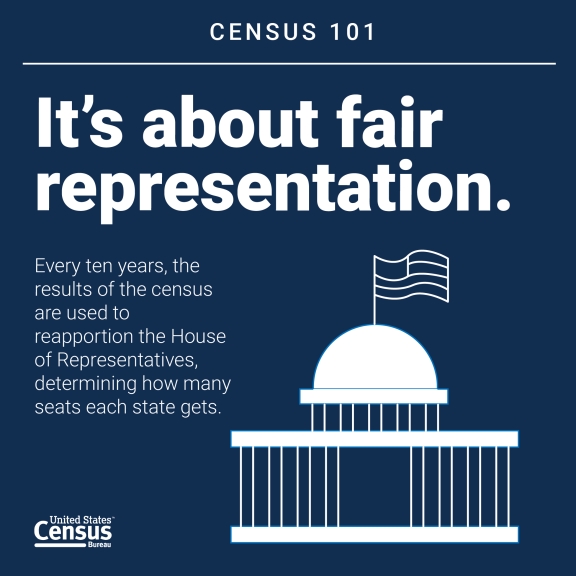 CENSUS 101
It’s about fair
representation.
Every ten years, the
results of the census
are used to
reapportion the House
of Representatives,
determining how many
seats each state gets.
United States™
Census
Bureau